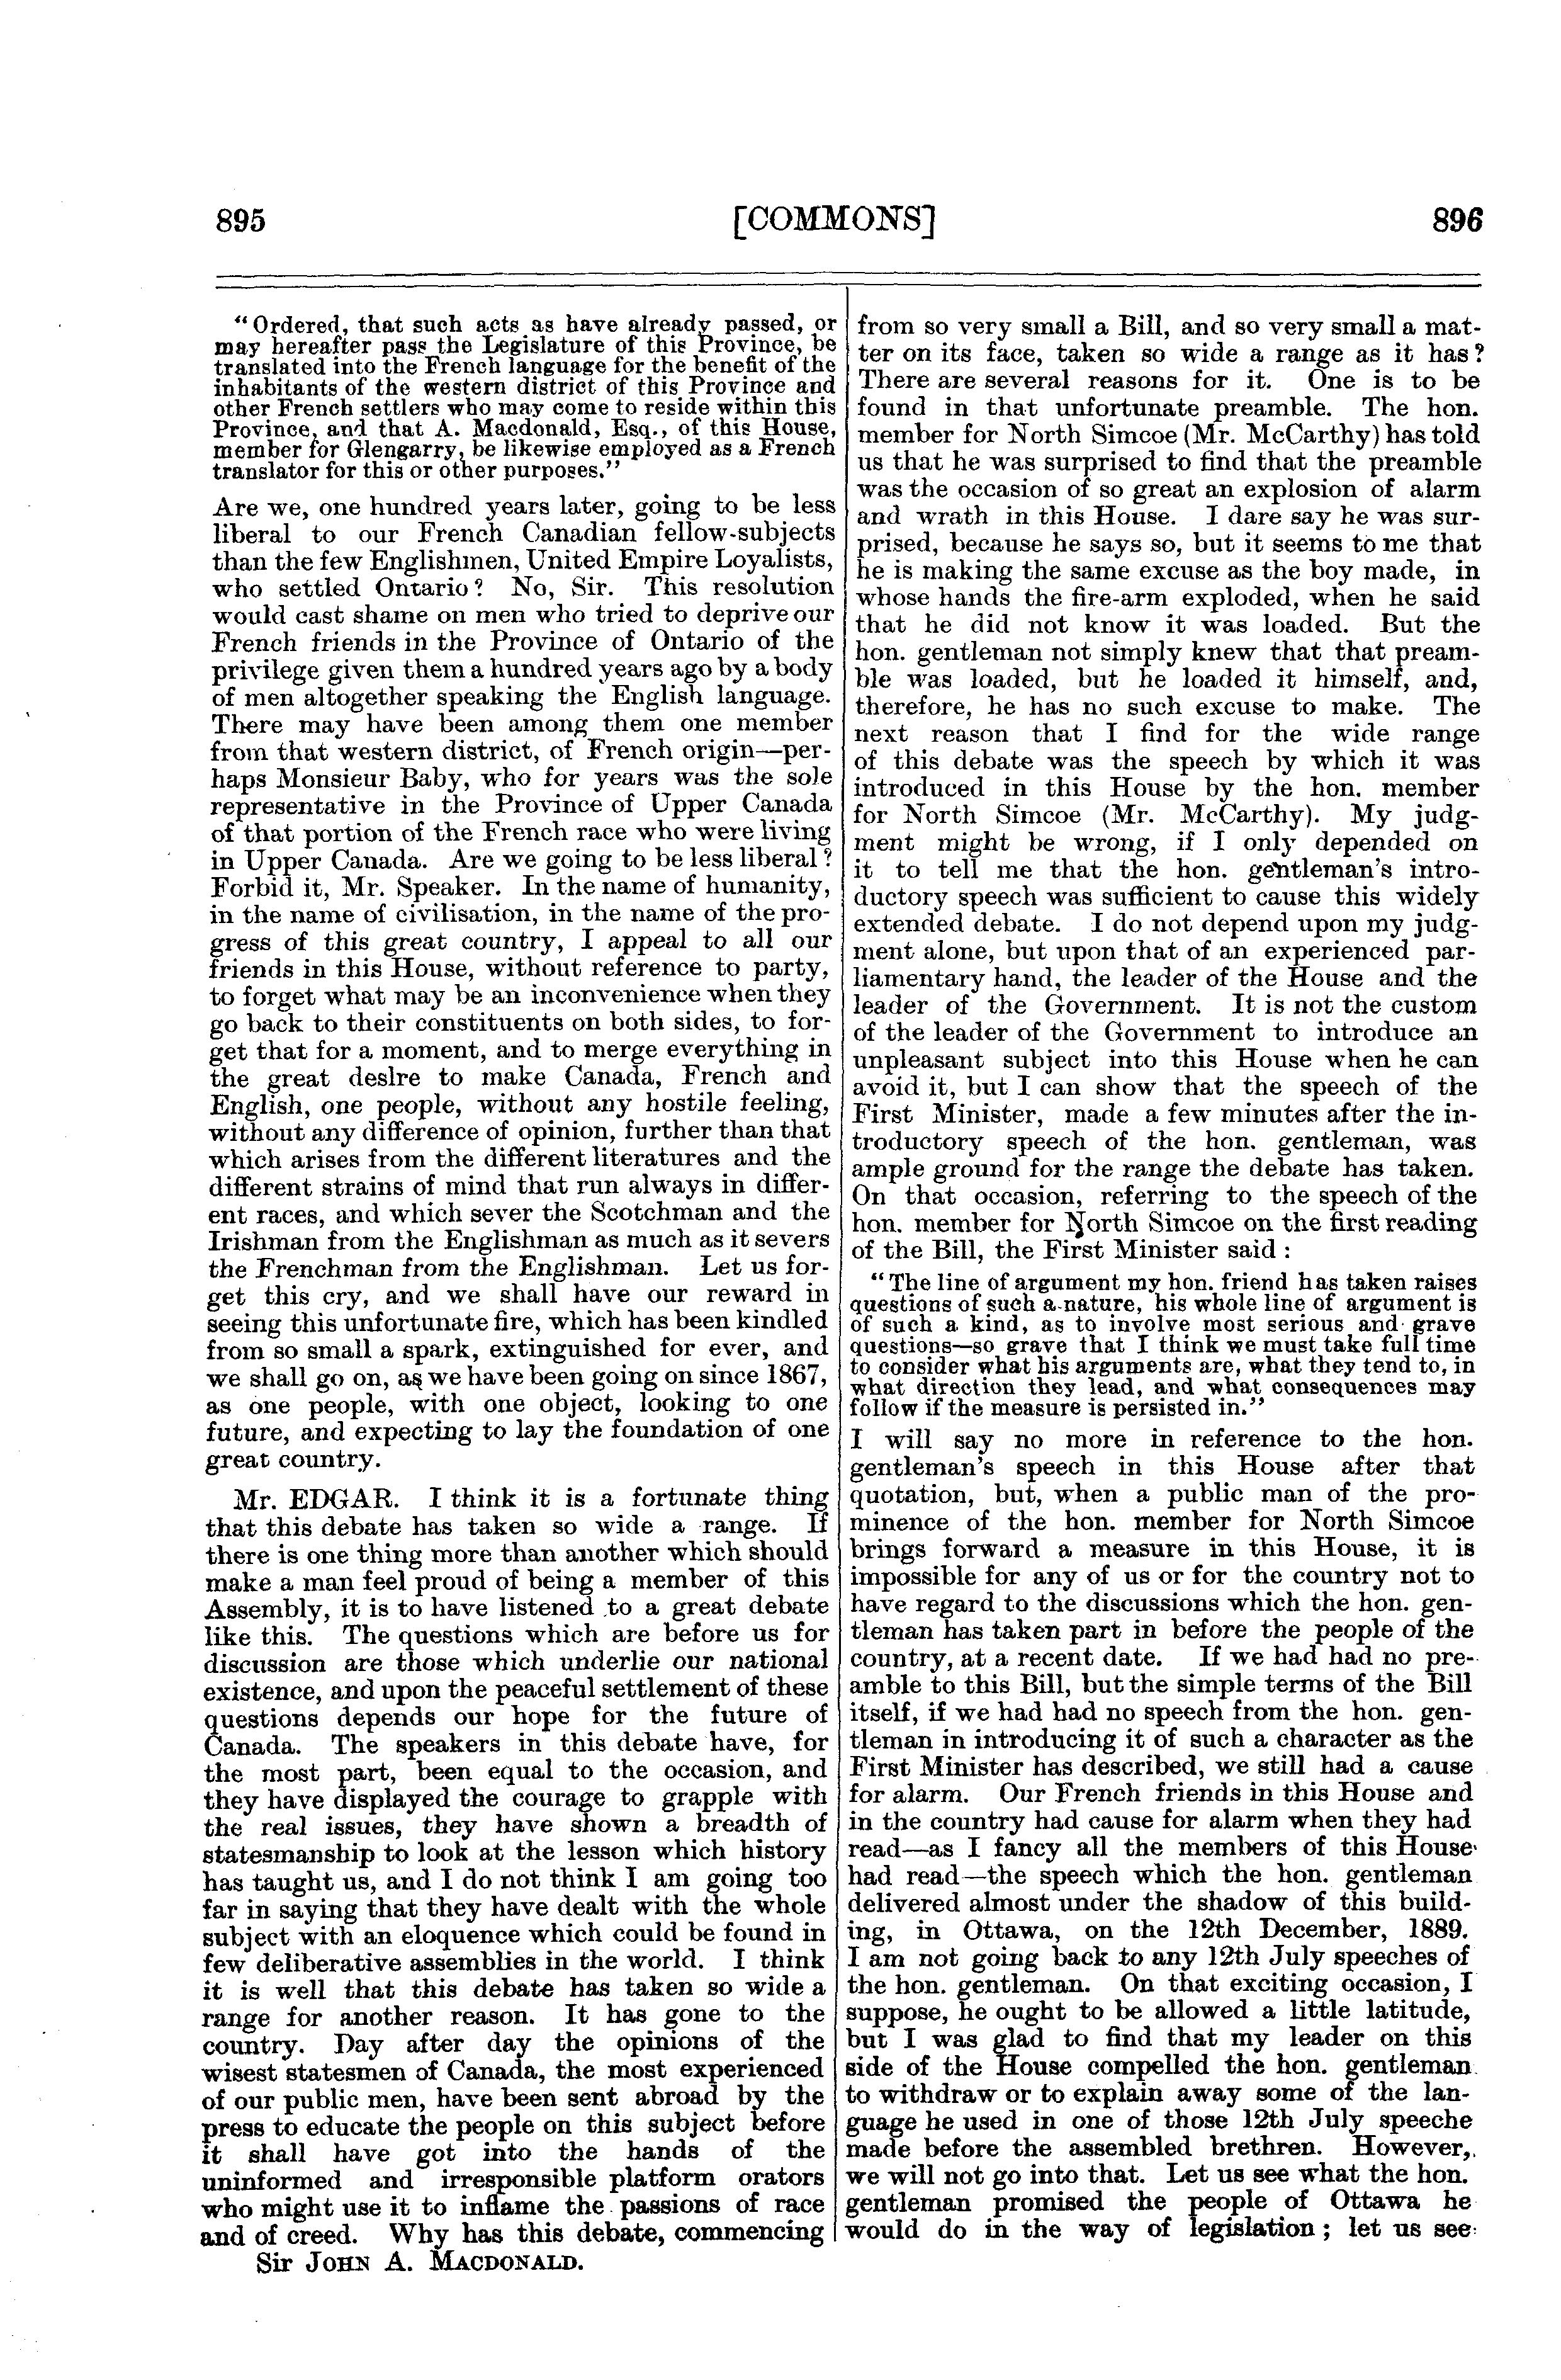 895 [COMMONS] 896
"Ordered, that such acts as have already passed, or
may hereafter pass the Legislature of this Province, be
translated into the French language for the benefit of the
inhabitants of the western district of this Province and
other French settlers who may come to reside within this
Province, and that A. Macdonald, Esq., of this House,
member for Glengarry, be likewise employed as a French
translator for this or other purposes."
Are we, one hundred years later, going to be less
liberal to our French Canadian fellow-subjects
than the few Englishmen, United Empire Loyalists,
who settled Ontario? No, Sir. This resolution
would cast shame on men who tried to deprive our
French friends in the Province of Ontario of the
privilege given them a hundred years ago by a body
of men altogether speaking the English language.
There may have been among them one member
from that western district, of French origin—per-
haps Monsieur Baby, who for years was the sole
representative in the Province of Upper Canada
of that portion of the French race who were living
in Upper Canada. Are we going to be less liberal?
Forbid it, Mr. Speaker. In the name of humanity,
in the name of civilisation, in the name of the pro-
gress of this great country, I appeal to all our
friends in this House, without reference to party,
to forget what may be an inconvenience when they
go back to their constituents on both sides, to for-
get that for a moment, and to merge everything in
the great desire to make Canada, French and
English, one people, without any hostile feeling,
without any difference of opinion, further than that
which arises from the different literatures and the
different strains of mind that run always in differ-
ent races, and which sever the Scotchman and the
Irishman from the Englishman as much as it severs
the Frenchman from the Englishman. Let us for-
get this cry, and we shall have our reward in
seeing this unfortunate fire, which has been kindled
from so small a spark, extinguished for ever, and
we shall go on, as we have been going on since 1867,
as one people, with one object, looking to one
future, and expecting to lay the foundation of one
great country.
Mr. EDGAR. I think it is a fortunate thing
that this debate has taken so wide a range. If
there is one thing more than another which should
make a man feel proud of being a member of this
Assembly, it is to have listened to a great debate
like this. The questions which are before us for
discussion are those which underlie our national
existence, and upon the peaceful settlement of these
questions depends our hope for the future of
Canada. The speakers in this debate have, for
the most part, been equal to the occasion, and
they have displayed the courage to grapple with
the real issues, they have shown a breadth of
statesmanship to look at the lesson which history
has taught us, and I do not think I am going too
far in saying that they have dealt with the whole
subject with an eloquence which could be found in
few deliberative assemblies in the world. I think
it is well that this debate has taken so wide a
range for another reason. It has gone to the
country. Day after day the opinions of the
wisest statesmen of Canada, the most experienced
of our public men, have been sent abroad by the
press to educate the people on this subject before
it shall have got into the hands of the
uninformed and irresponsible platform orators
who might use it to inflame the passions of race
and of creed. Why has this debate, commencing
Sir JOHN A. MACDONALD.
from so very small a Bill, and so very small a mat-
ter on its face, taken so wide a range as it has?
There are several reasons for it. One is to be
found in that unfortunate preamble. The hon.
member for North Simcoe (Mr. McCarthy) has told
us that he was surprised to find that the preamble
was the occasion of so great an explosion of alarm
and wrath in this House. I dare say he was sur-
prised, because he says so, but it seems to me that
he is making the same excuse as the boy made, in
whose hands the fire-arm exploded, when he said
that he did not know it was loaded. But the
hon. gentleman not simply knew that that pream-
ble was loaded, but he loaded it himself, and,
therefore, he has no such excuse to make. The
next reason that I find for the wide range
of this debate was the speech by which it was
introduced in this House by the hon. member
for North Simcoe (Mr. McCarthy). My judg-
ment might be wrong, if I only depended on
it to tell me that the hon. gentleman's intro-
ductory speech was sufficient to cause this widely
extended debate. I do not depend upon my judg-
ment alone, but upon that of an experienced par-
liamentary hand, the leader of the House and the
leader of the Government. It is not the custom
of the leader of the Government to introduce an
unpleasant subject into this House when he can
avoid it, but I can show that the speech of the
First Minister, made a few minutes after the in-
troductory speech of the hon. gentleman, was
ample ground for the range the debate has taken.
On that occasion, referring to the speech of the
hon. member for North Simcoe on the first reading
of the Bill, the First Minister said:
"The line of argument my hon. friend has taken raises
questions of such a nature, his whole line of argument is
of such a kind, as to involve most serious and grave
questions—so grave that I think we must take full time
to consider what his arguments are, what they tend to, in
what direction they lead, and what consequences may
follow if the measure is persisted in."
I will say no more in reference to the hon.
gentleman's speech in this House after that
quotation, but, when a public man of the pro-
minence of the hon. member for North Simcoe
brings forward a measure in this House, it is
impossible for any of us or for the country not to
have regard to the discussions which the hon. gen-
tleman has taken part in before the people of the
country, at a recent date. If we had had no pre-
amble to this Bill, but the simple terms of the Bill
itself, if we had had no speech from the hon. gen-
tleman in introducing it of such a character as the
First Minister has described, we still had a cause
for alarm. Our French friends in this House and
in the country had cause for alarm when they had
read—as I fancy all the members of this House
had read—the speech which the hon. gentleman
delivered almost under the shadow of this build-
ing, in Ottawa, on the 12th December, 1889.
I am not going back to any 12th July speeches of
the hon. gentleman. On that exciting occasion, I
suppose, he ought to be allowed a little latitude,
but I was glad to find that my leader on this
side of the House compelled the hon. gentleman
to withdraw or to explain away some of the lan-
guage he used in one of those 12th July speeche
made before the assembled brethren. However,
we will not go into that. Let us see what the hon.
gentleman promised the people of Ottawa he
would do in the way of legislation; let us see